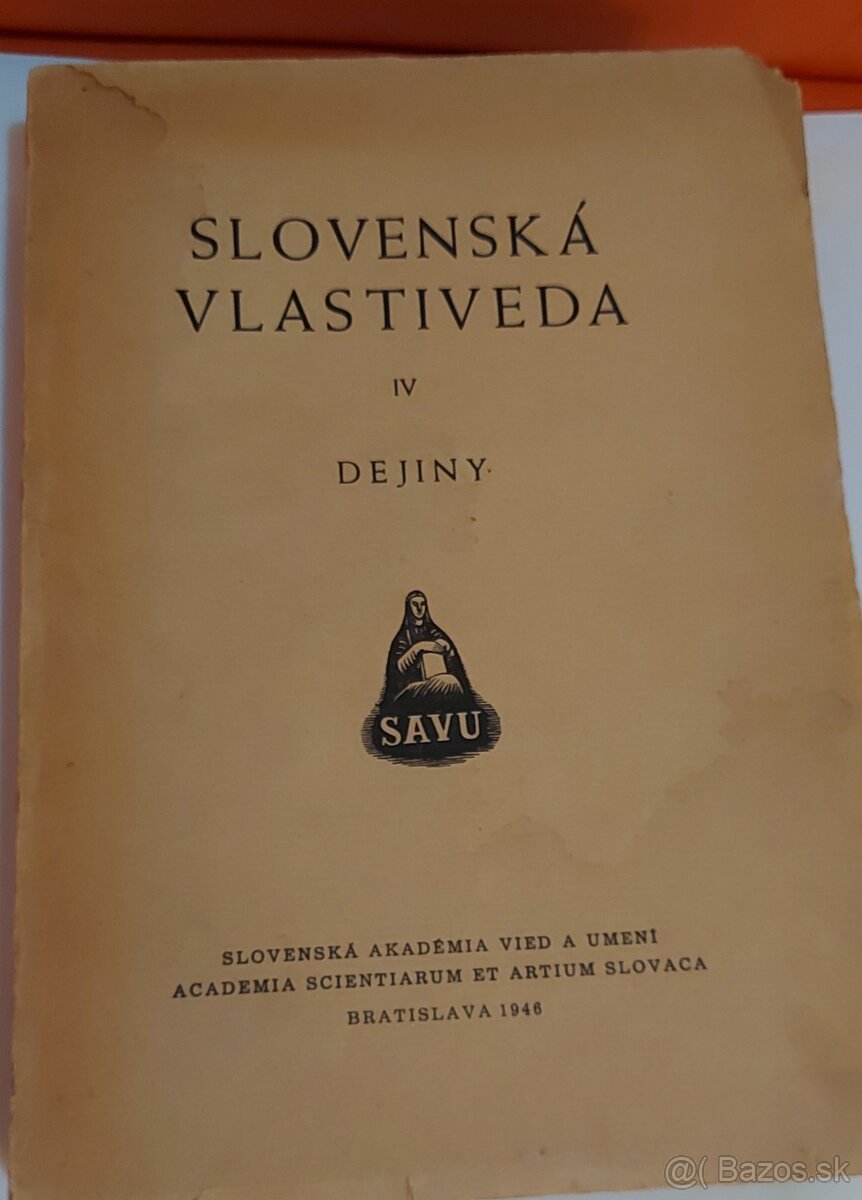 SLOVENSKÁ
VLASTIVEDA
IV
DEJINY
SAVU
SLOVENSKÁ AKADÉMIA VIED A UMENÍ
ACADEMIA SCIENTIARUM ET ARTIUM SLOVACA
BRATISLAVA 1946
@( Bazos.sk